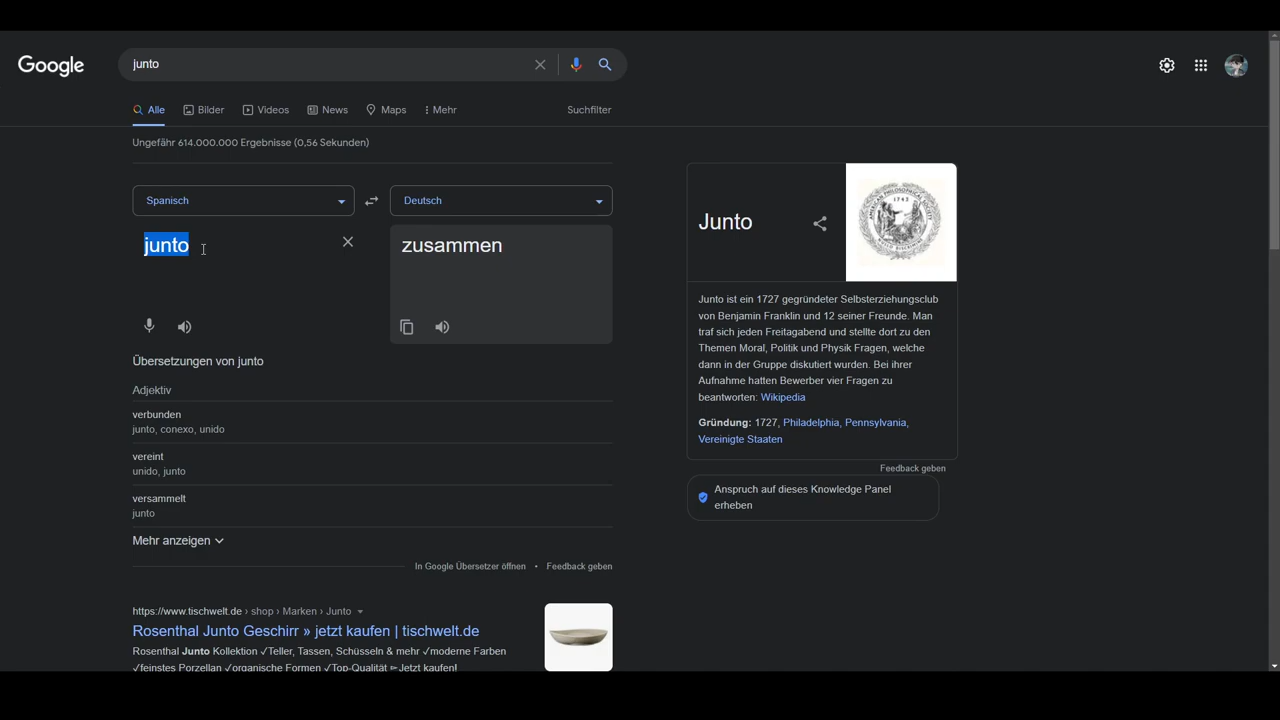 Google
junto
Alle
Bilder
Videos
News
Maps
Mehr
Suchfilter
Ungefähr 614.000.000 Ergebnisse (0,56 Sekunden)
Spanisch
Deutsch
junto
zusammen
Übersetzungen von junto
Adjektiv
verbunden
junto, conexo, unido
vereint
unido, junto
versammelt
junto
Mehr anzeigen
In Google Übersetzer öffnen • Feedback geben
https://www.tischwelt.de › shop › Marken › Junto
Rosenthal Junto Geschirr » jetzt kaufen | tischwelt.de
Rosenthal Junto Kollektion ✓Teller, Tassen, Schüsseln & mehr ✓moderne Farben
✓feinstes Porzellan ✓organische Formen ✓Top-Qualität ➨Jetzt kaufen!
Junto
1743
Junto ist ein 1727 gegründeter Selbsterziehungsclub
von Benjamin Franklin und 12 seiner Freunde. Man
traf sich jeden Freitagabend und stellte dort zu den
Themen Moral, Politik und Physik Fragen, welche
dann in der Gruppe diskutiert wurden. Bei ihrer
Aufnahme hatten Bewerber vier Fragen zu
beantworten: Wikipedia
Gründung: 1727, Philadelphia, Pennsylvania,
Vereinigte Staaten
Feedback geben
Anspruch auf dieses Knowledge Panel
erheben